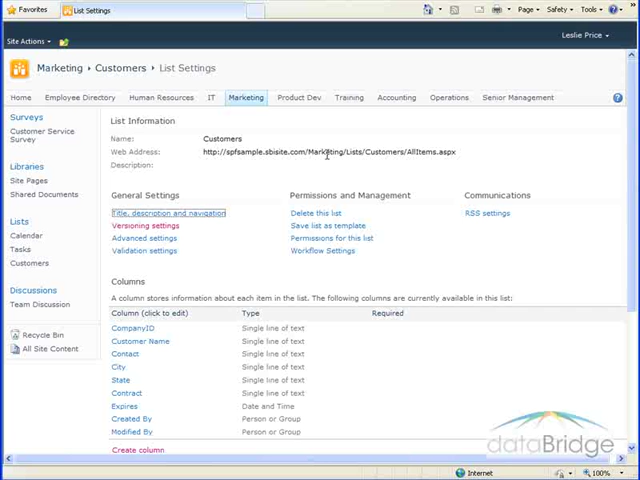 Favorites
List Settings
Page
Safety
Tools
Site Actions
Leslie Price
Marketing Customers List Settings
Home Employee Directory Human Resources IT Marketing Product Dev Training Accounting Operations Senior Management
Surveys
Customer Service
Survey
Libraries
Site Pages
Shared Documents
Lists
Calendar
Tasks
Customers
Discussions
Team Discussion
Recycle Bin
All Site Content
List Information
Name: Customers
Web Address: http://spfsample.sbisite.com/Marketing/Lists/Customers/AllItems.aspx
Description:
General Settings Permissions and Management Communications
Title, description and navigation Delete this list RSS settings
Versioning settings Save list as template
Advanced settings Permissions for this list
Validation settings Workflow Settings
Columns
A column stores information about each item in the list. The following columns are currently available in this list:
Column (click to edit) Type Required
CompanyID Single line of text
Customer Name Single line of text
Contact Single line of text
City Single line of text
State Single line of text
Contract Single line of text
Expires Date and Time
Created By Person or Group
Modified By Person or Group
Create column
dataBridge
Internet
100%